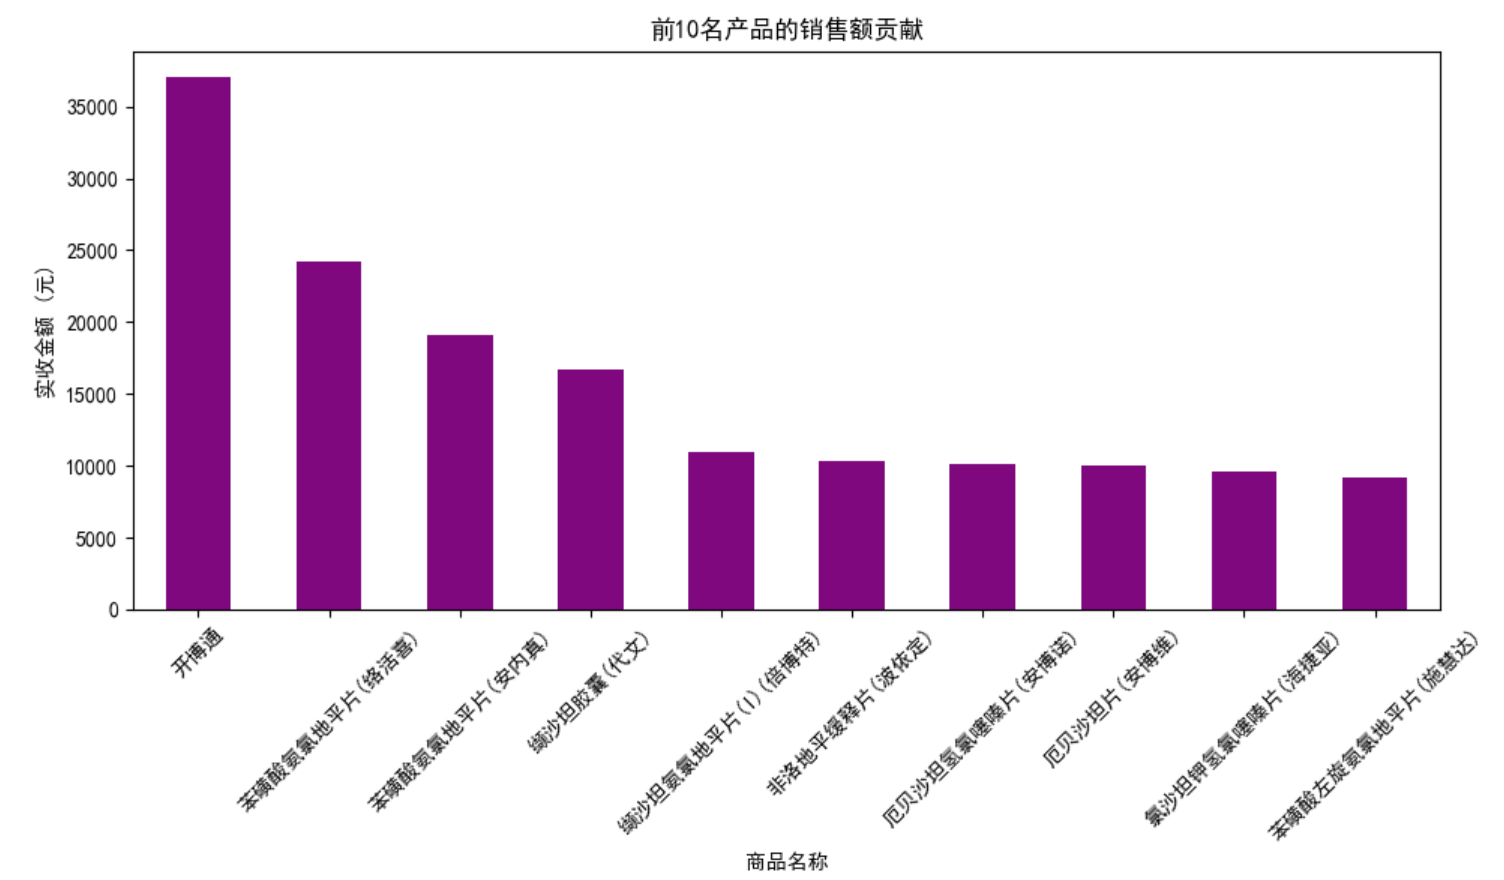 前10名产品的销售额贡献
实收金额 (元)
35000
30000
25000
20000
15000
10000
5000
0
开博通
苯磺酸氨氯地平片(络活喜)
苯磺酸氨氯地平片(安内真)
缬沙坦胶囊(代文)
缬沙坦氨氯地平片(I)(倍博特)
非洛地平缓释片(波依定)
厄贝沙坦氢氯噻嗪片(安博诺)
厄贝沙坦片(安博维)
氯沙坦钾氢氯噻嗪片(海捷亚)
苯磺酸左旋氨氯地平片(施慧达)
商品名称